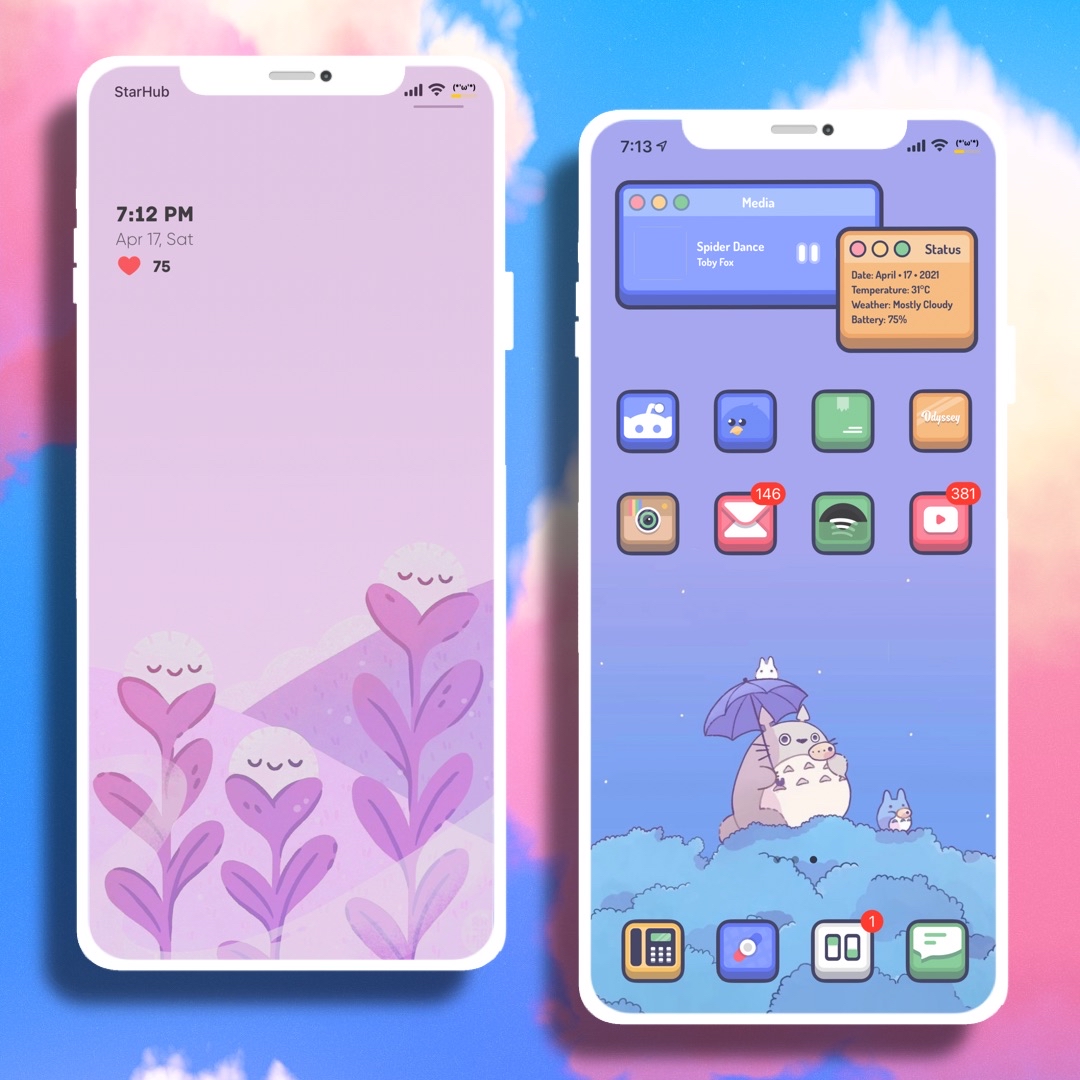 StarHub
(*'ω'*)
7:12 PM
Apr 17, Sat
75
7:13
(*'ω'*)
Media
Spider Dance
Toby Fox
Status
Date: April • 17 • 2021
Temperature: 31°C
Weather: Mostly Cloudy
Battery: 75%
Odyssey
146
381
1